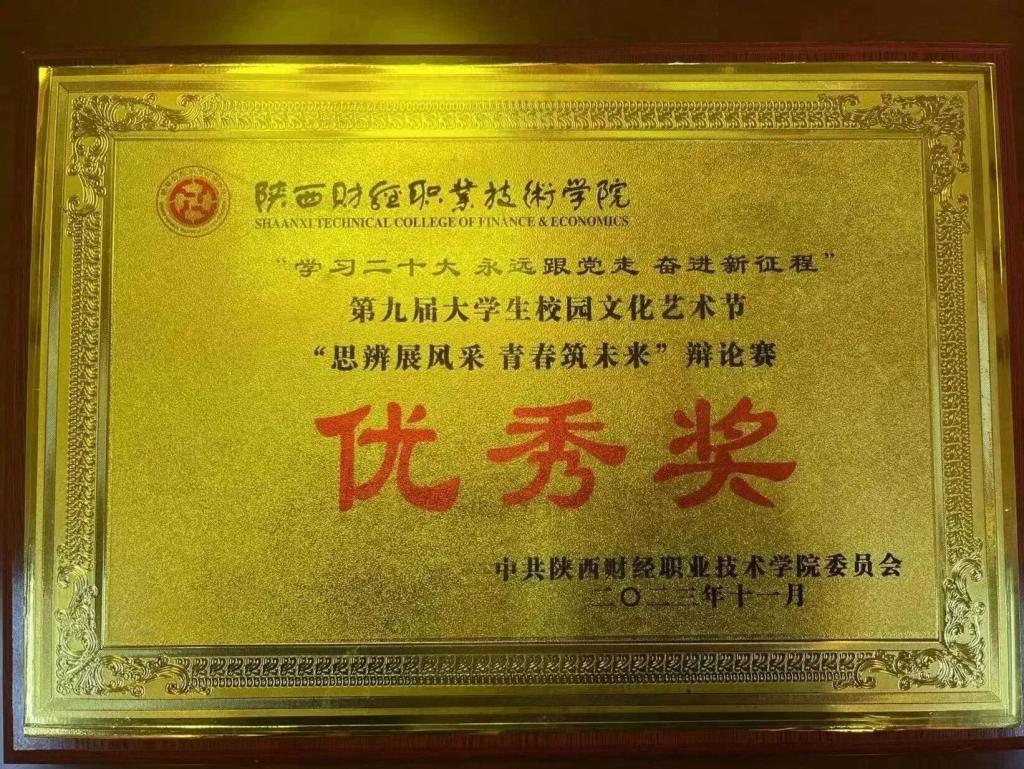 陕西财经职业技術学院
SHAANXI TECHNICAL COLLEGE OF FINANCE & ECONOMICS
“学习二十大 永远跟党走 奋进新征程”
第九届大学生校园文化艺术节
“思辨展风采 青春筑未来”辩论赛
优秀奖
中共陕西财经职业技术学院委员会
二〇二三年十一月